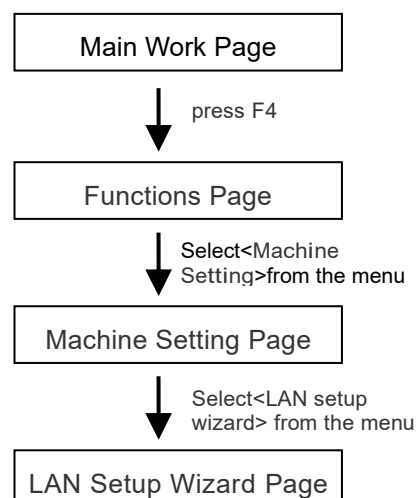 Main Work Page
press F4
Functions Page
Select<Machine
Setting>from the menu
Machine Setting Page
Select<LAN setup
wizard> from the menu
LAN Setup Wizard Page